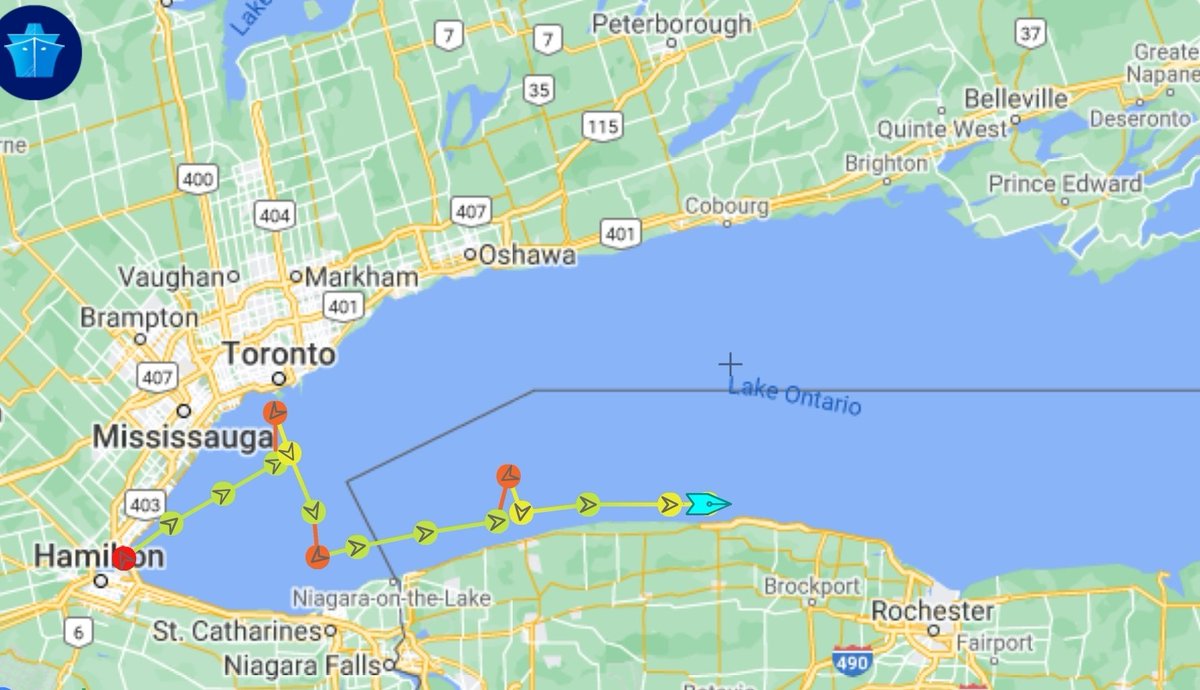 Lake
7
7
35
115
Peterborough
37
Greate
Napane
Belleville
Quinte West
Deseronto
rne
400
Brighton
Prince Edward
404
407
Cobourg
401
Oshawa
Vaughan
Markham
401
Brampton
Toronto
407
Lake Ontario
Mississauga
403
Hamil on
Niagara-on-the-Lake
Brockport
Rochester
6
St. Catharines
Fairport
Niagara Falls
490